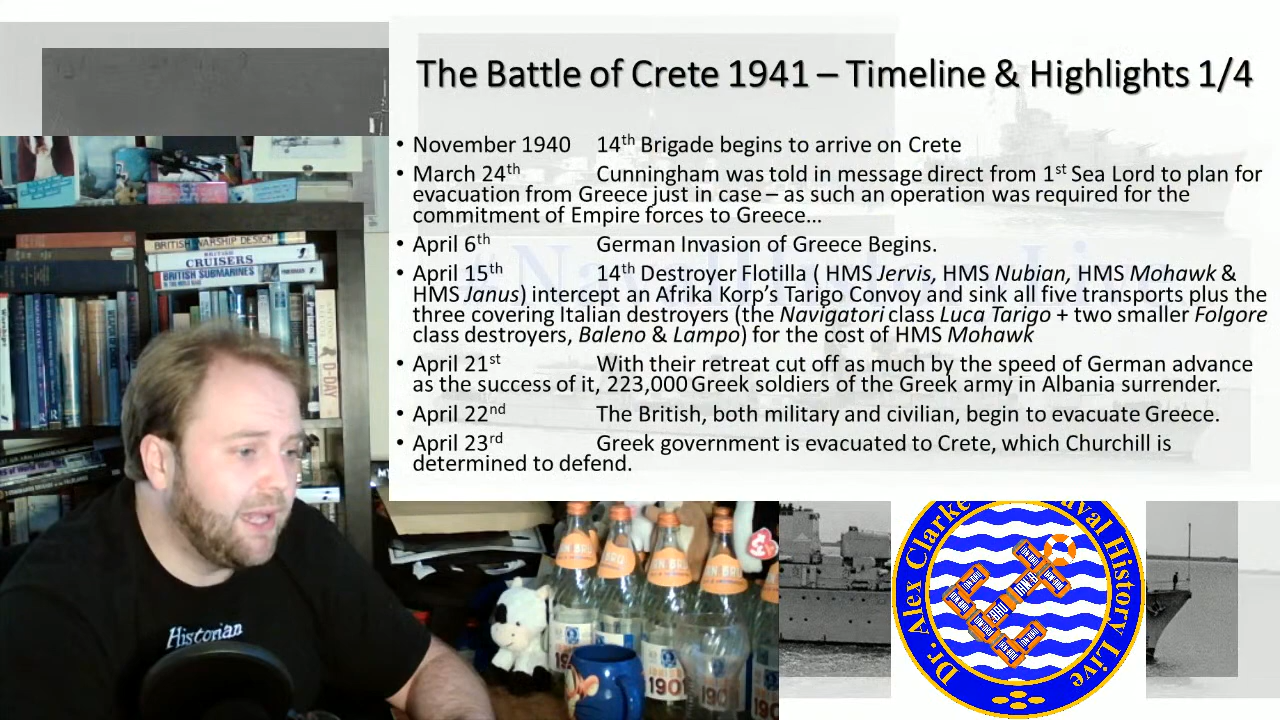 The Battle of Crete 1941 – Timeline & Highlights 1/4
• November 1940 14th Brigade begins to arrive on Crete
• March 24th Cunningham was told in message direct from 1st Sea Lord to plan for
evacuation from Greece just in case – as such an operation was required for the
commitment of Empire forces to Greece...
• April 6th German Invasion of Greece Begins.
• April 15th 14th Destroyer Flotilla ( HMS Jervis, HMS Nubian, HMS Mohawk &
HMS Janus) intercept an Afrika Korp's Tarigo Convoy and sink all five transports plus the
three covering Italian destroyers (the Navigatori class Luca Tarigo + two smaller Folgore
class destroyers, Baleno & Lampo) for the cost of HMS Mohawk
• April 21st With their retreat cut off as much by the speed of German advance
as the success of it, 223,000 Greek soldiers of the Greek army in Albania surrender.
• April 22nd The British, both military and civilian, begin to evacuate Greece.
• April 23rd Greek government is evacuated to Crete, which Churchill is
determined to defend.
BRITISH WARSHIP DESIGN
BRITISH
CRUISERS
BRITISH SUBMARINES
D-DAY
Historian
BRU
1901
190
Dr. Alex Clarke
Naval History
Live